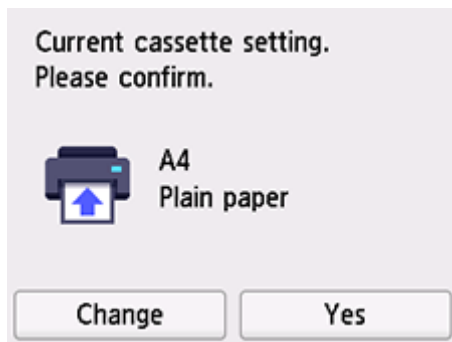 Current cassette setting.
Please confirm.
A4
Plain paper
Change
Yes